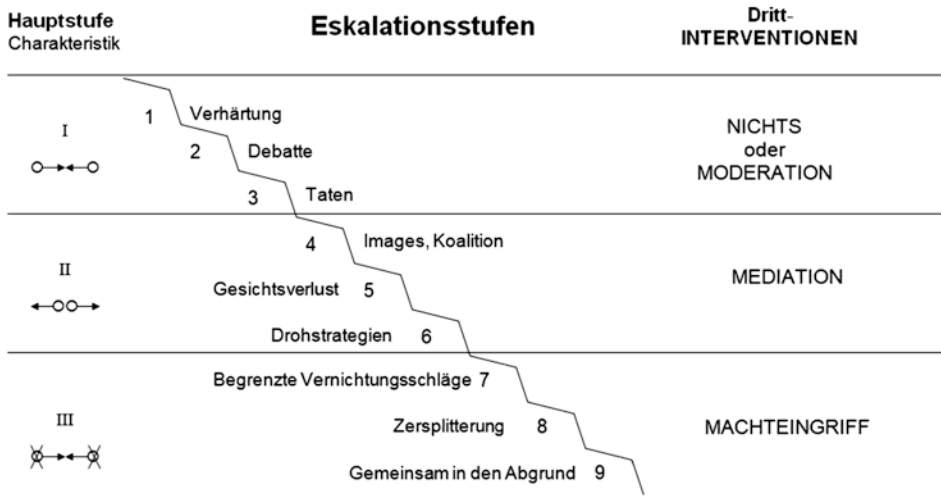 Hauptstufe
Charakteristik
Eskalationsstufen
Dritt-
INTERVENTIONEN
I
1 Verhärtung
2 Debatte
3 Taten
NICHTS
oder
MODERATION
II
4 Images, Koalition
Gesichtsverlust 5
Drohstrategien 6
MEDIATION
III
Begrenzte Vernichtungsschläge 7
Zersplitterung 8
Gemeinsam in den Abgrund 9
MACHTEINGRIFF